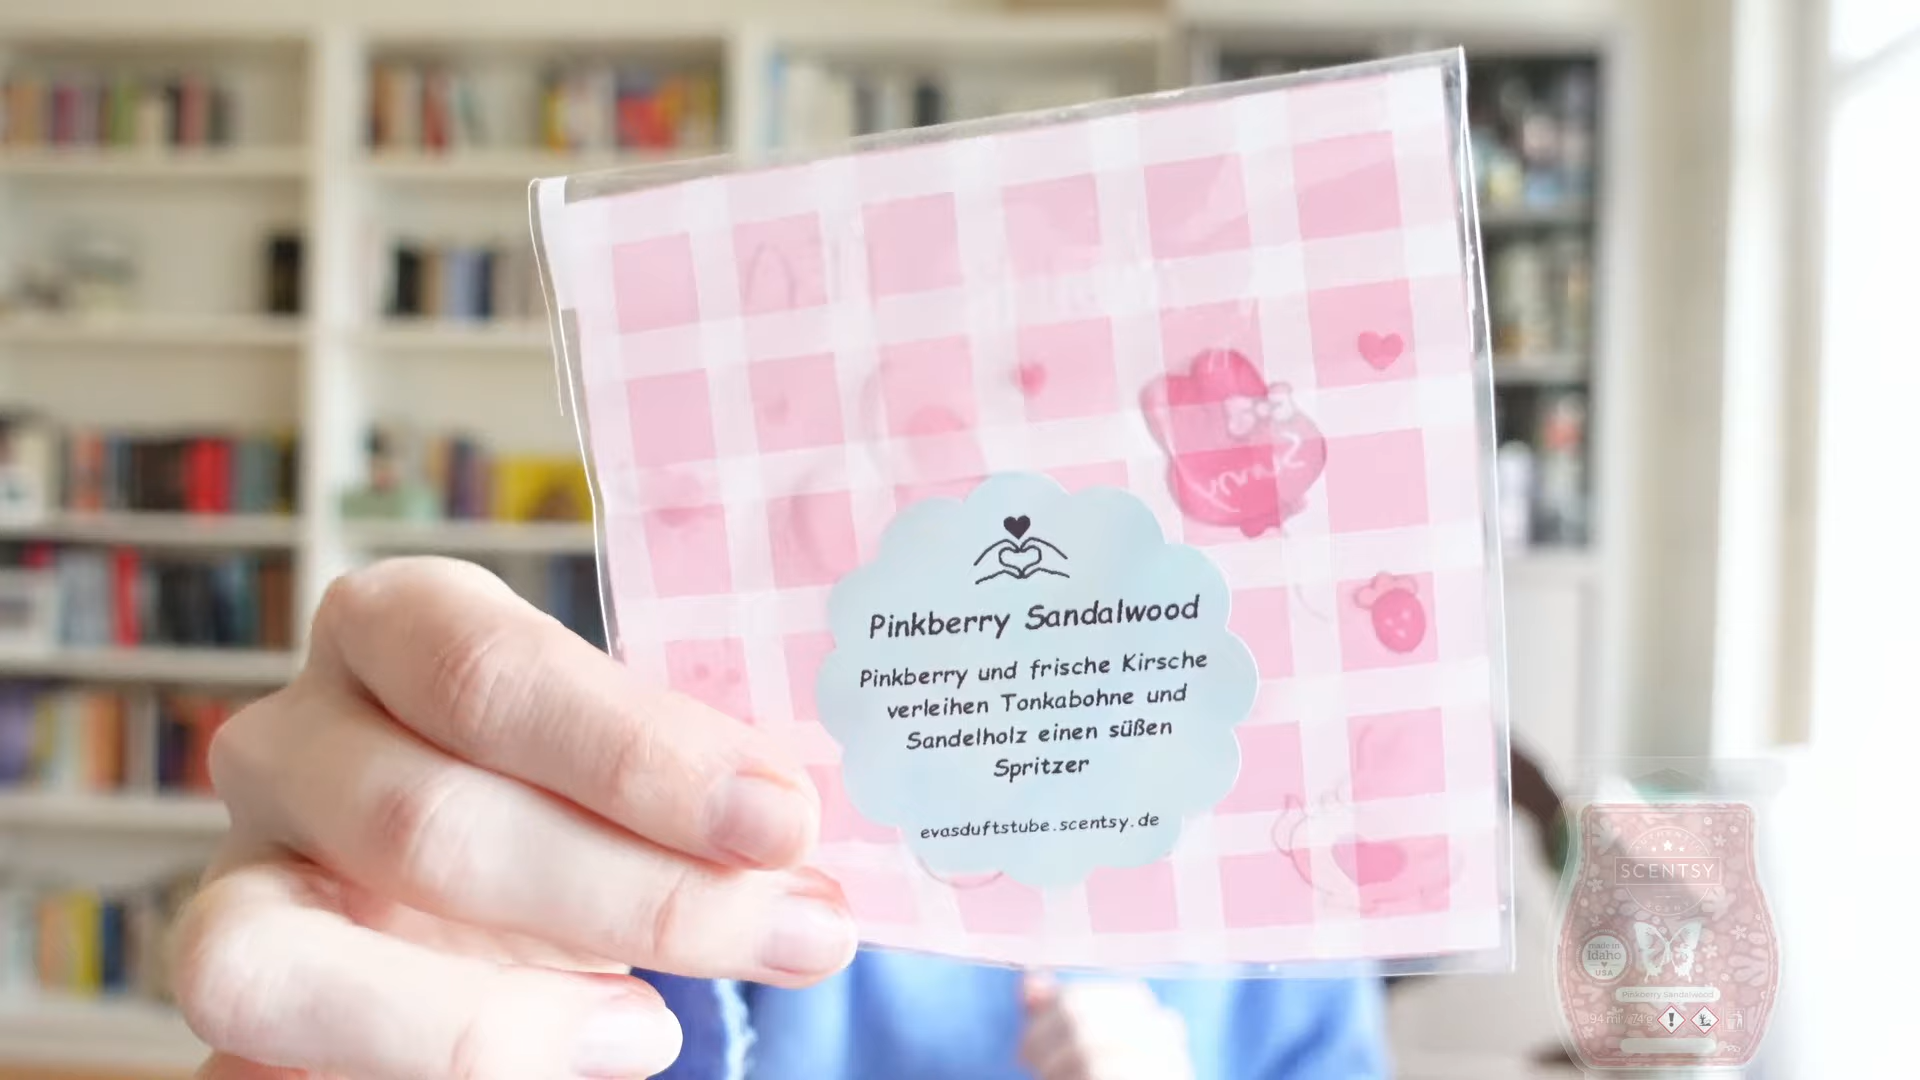 Pinkberry Sandalwood
Pinkberry und frische Kirsche
verleihen Tonkabohne und
Sandelholz einen süßen
Spritzer
evasduftstube.scentsy.de
SCENTSY
made in
Idaho
USA
Pinkberry Sandalwood